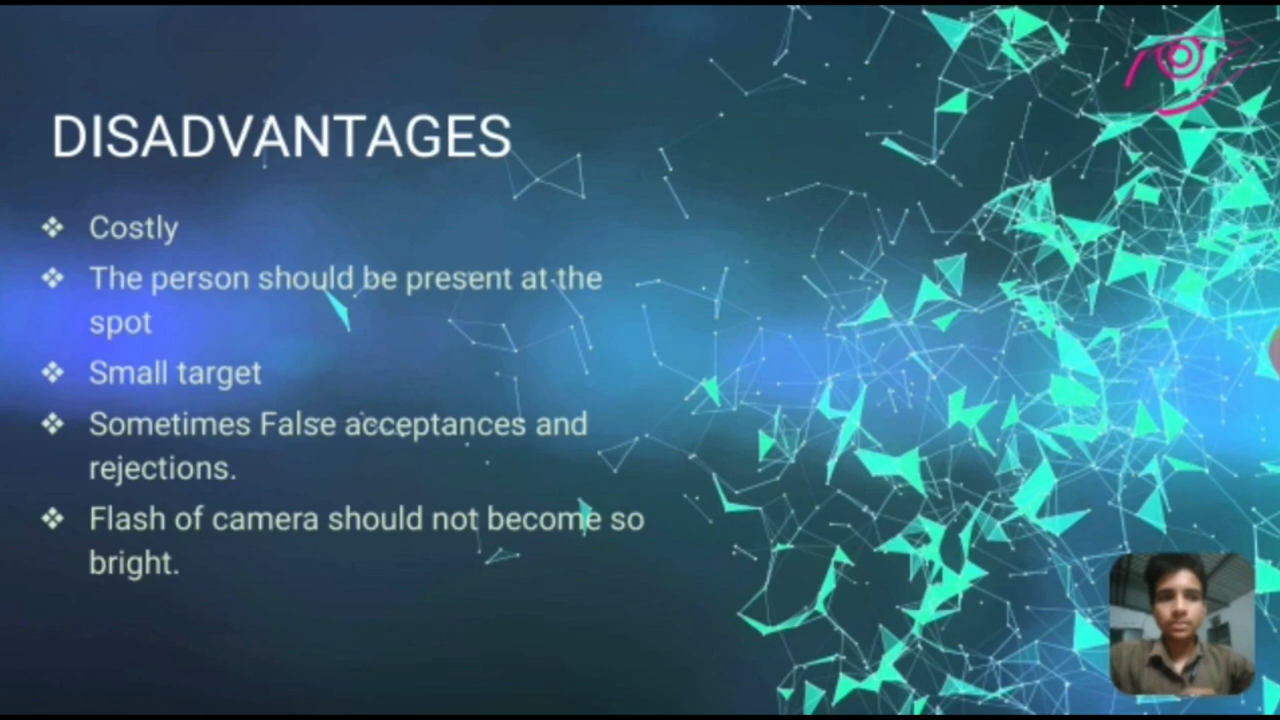 DISADVANTAGES
❖ Costly
❖ The person should be present at the
spot
❖ Small target
❖ Sometimes False acceptances and
rejections.
❖ Flash of camera should not become so
bright.